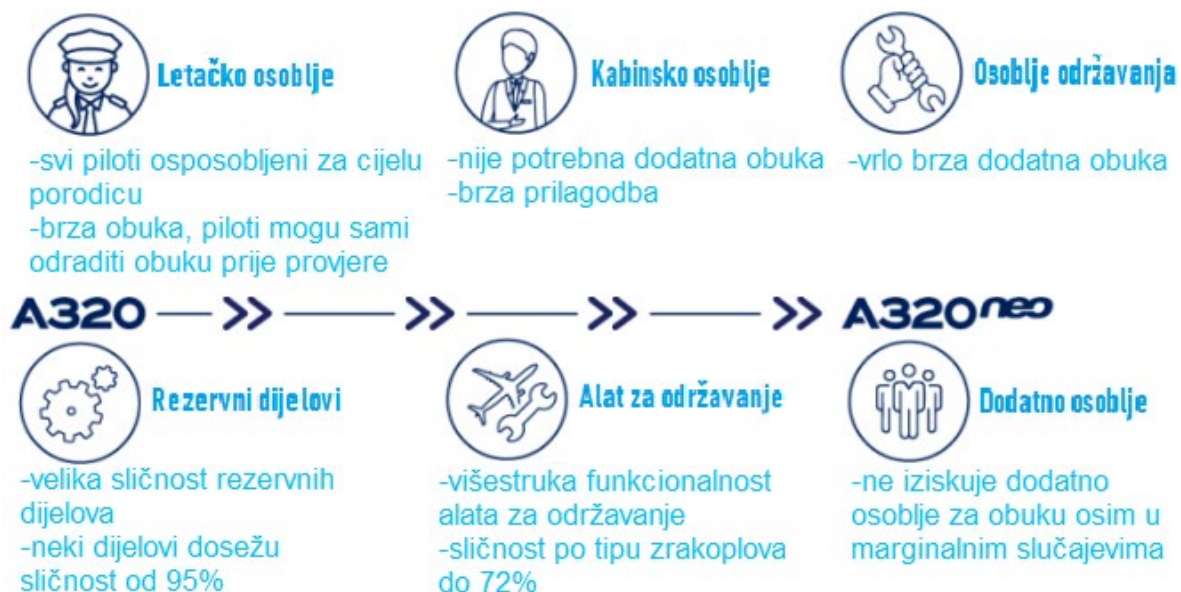 Letačko osoblje
-svi piloti osposobljeni za cijelu
porodicu
-brza obuka, piloti mogu sami
odraditi obuku prije provjere
Kabinsko osoblje
-nije potrebna dodatna obuka
-brza prilagodba
Osoblje održavanja
-vrlo brza dodatna obuka
A320
A320neo
Rezervni dijelovi
-velika sličnost rezervnih
dijelova
-neki dijelovi dosežu
sličnost od 95%
Alat za održavanje
-višestruka funkcionalnost
alata za održavanje
-sličnost po tipu zrakoplova
do 72%
Dodatno osoblje
-ne iziskuje dodatno
osoblje za obuku osim u
marginalnim slučajevima